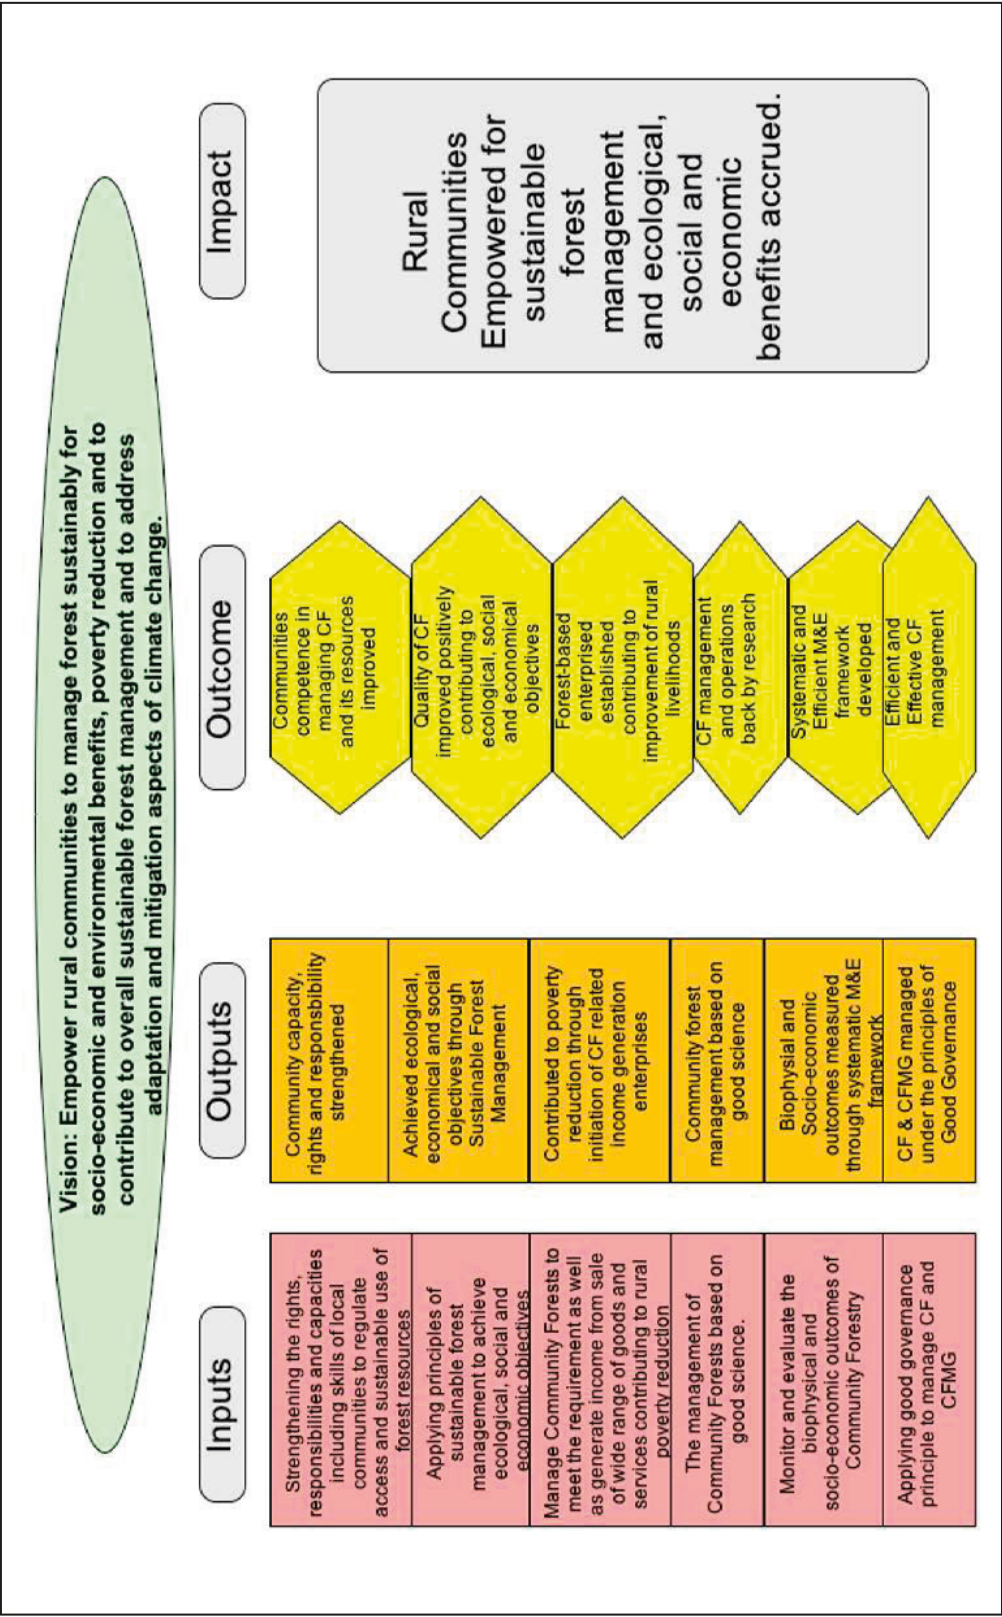 Vision: Empower rural communities to manage forest sustainably for
socio-economic and environmental benefits, poverty reduction and to
contribute to overall sustainable forest management and to address
adaptation and mitigation aspects of climate change.
Inputs
Outputs
Outcome
Impact
Strengthening the rights,
responsibilities and capacities
including skills of local
communities to regulate
access and sustainable use of
forest resources
Applying principles of
sustainable forest
management to achieve
ecological, social and
economic objectives
Manage Community Forests to
meet the requirement as well
as generate income from sale
of wide range of goods and
services contributing to rural
poverty reduction
The management of
Community Forests based on
good science.
Monitor and evaluate the
biophysical and
socio-economic outcomes of
Community Forestry
Applying good governance
principle to manage CF and
CFMG
Community capacity,
rights and responsbibility
strengthened
Achieved ecological,
economical and social
objectives through
Sustainable Forest
Management
Contributed to poverty
reduction through
initiation of CF related
income generation
enterprises
Community forest
management based on
good science
Biophysial and
Socio-economic
outcomes measured
through systematic M&E
framework
CF & CFMG managed
under the principles of
Good Governance
Communities
competence in
managing CF
and its resources
improved
Quality of CF
improved positively
contributing to
ecological, social
and economical
objectives
Forest-based
enterprised
established
contributing to
improvement of rural
livelihoods
CF management
and operations
back by research
Systematic and
Efficient M&E
framework
developed
Efficient and
Effective CF
management
Rural
Communities
Empowered for
sustainable
forest
management
and ecological,
social and
economic
benefits accrued.